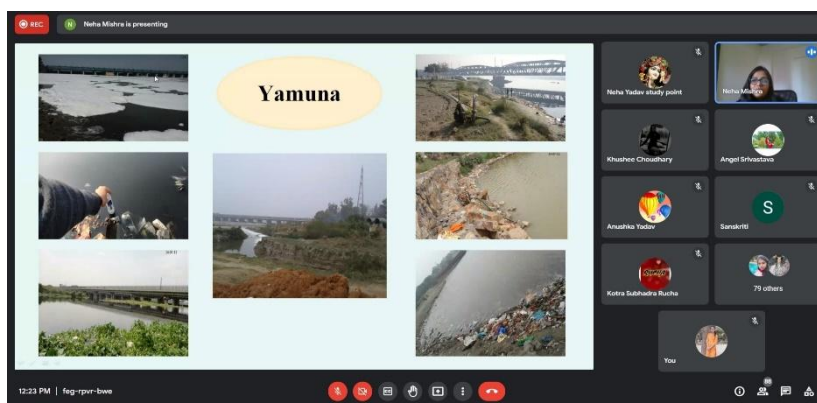 REC
N
Neha Mishra is presenting
Yamuna
Neha Yadav study point
Neha Mishra
Khushee Choudhary
Angel Srivastava
Anushka Yadav
S
Sanskriti
Kotra Subhadra Rucha
79 others
You
12:23 PM | feg-rpvr-bwe